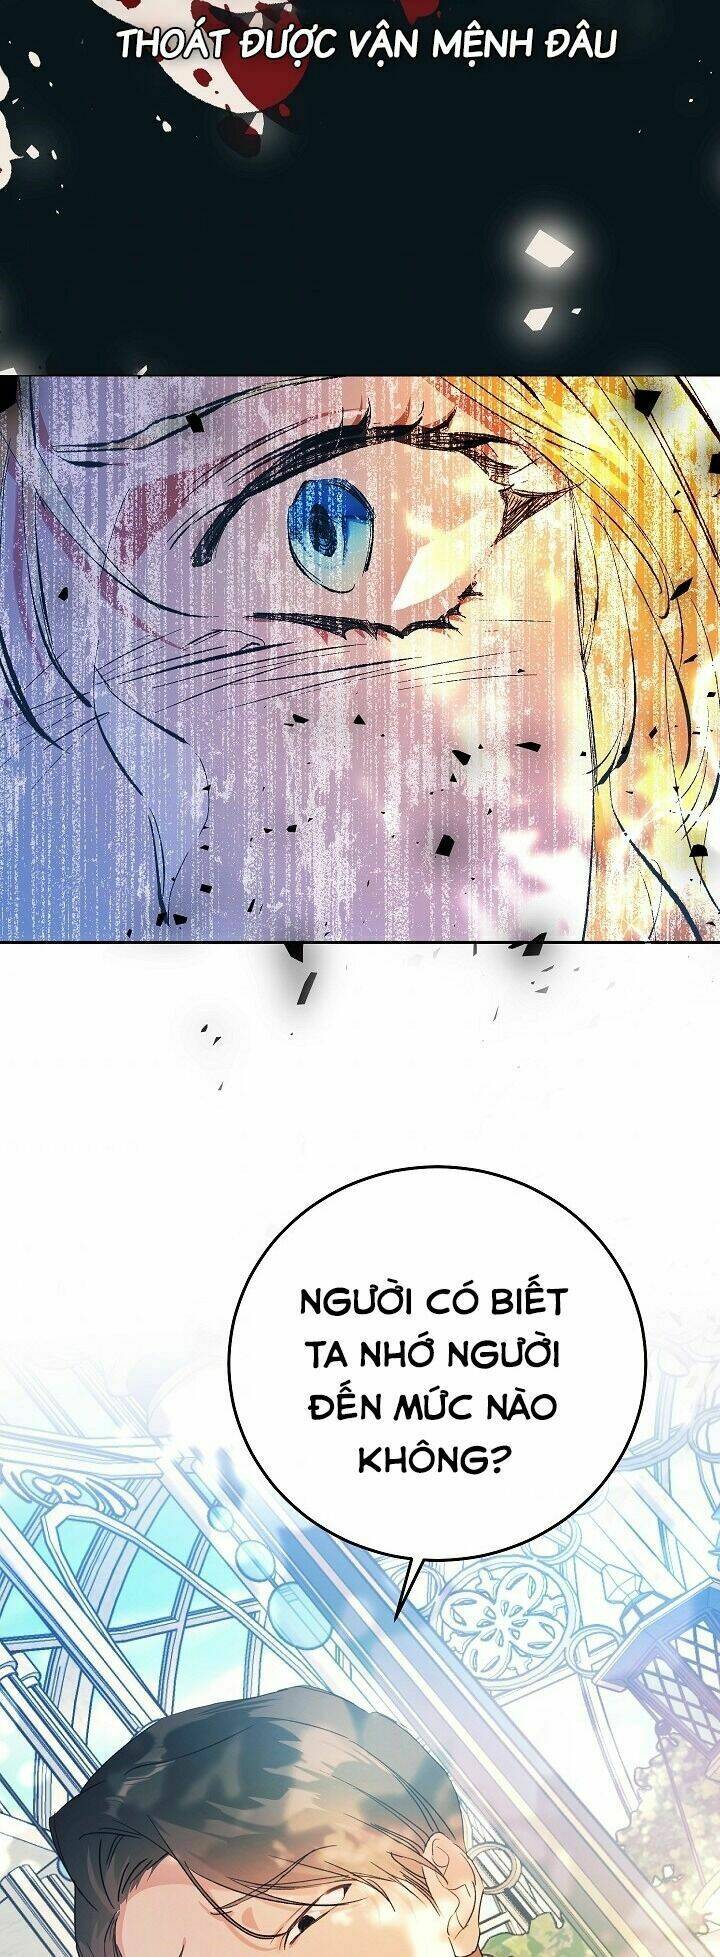 THOÁT ĐƯỢC VẬN MỆNH ĐÂU
NGƯỜI CÓ BIẾT
TA NHỚ NGƯỜI
ĐẾN MỨC NÀO
KHÔNG?